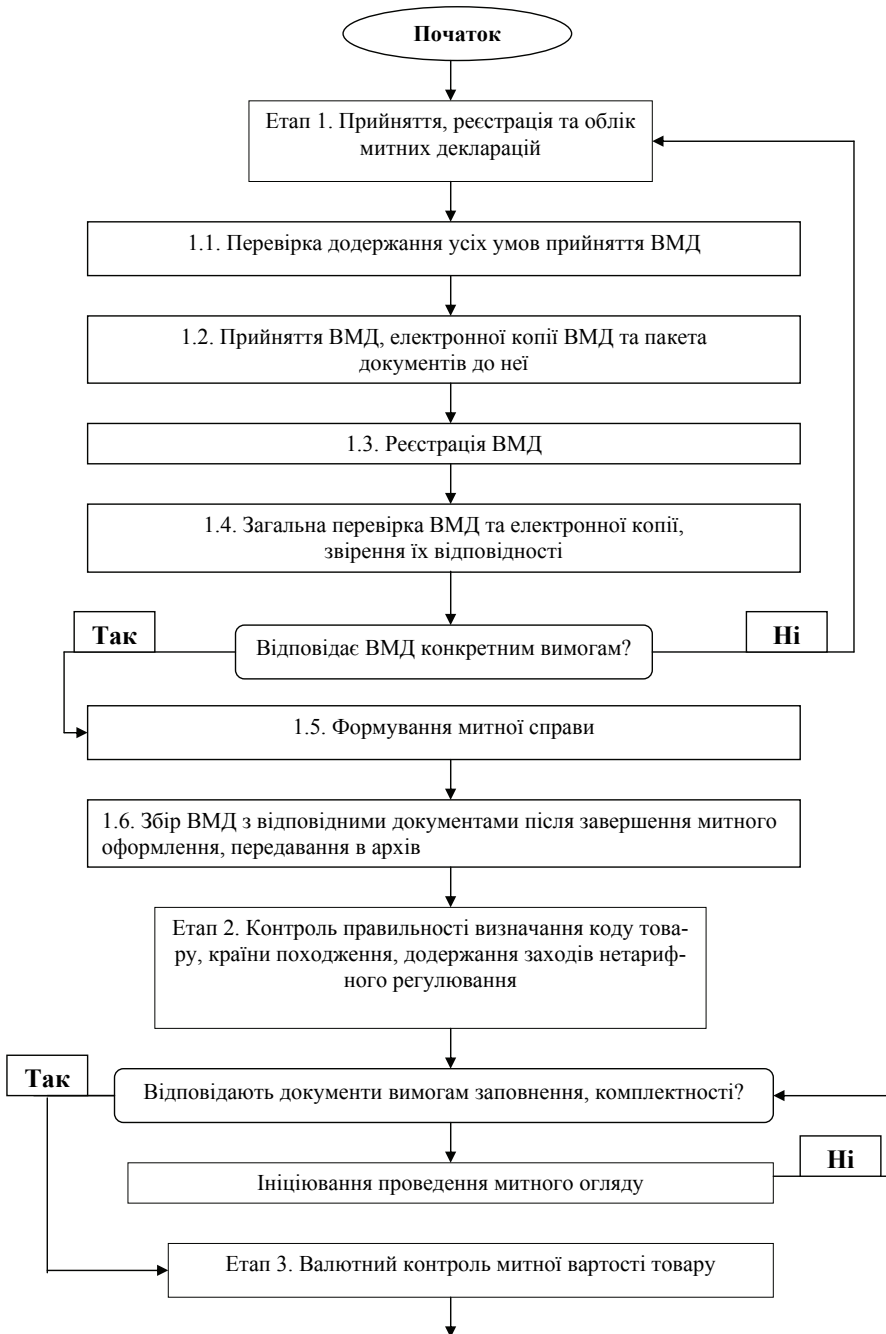 Початок
Етап 1. Прийняття, реєстрація та облік
митних декларацій
1.1. Перевірка додержання усіх умов прийняття ВМД
1.2. Прийняття ВМД, електронної копії ВМД та пакета
документів до неї
1.3. Реєстрація ВМД
1.4. Загальна перевірка ВМД та електронної копії,
звірення їх відповідності
Так
Відповідає ВМД конкретним вимогам?
Ні
1.5. Формування митної справи
1.6. Збір ВМД з відповідними документами після завершення митного
оформлення, передавання в архів
Етап 2. Контроль правильності визначання коду това-
ру, країни походження, додержання заходів нетариф-
ного регулювання
Так
Відповідають документи вимогам заповнення, комплектності?
Ні
Ініціювання проведення митного огляду
Етап 3. Валютний контроль митної вартості товару